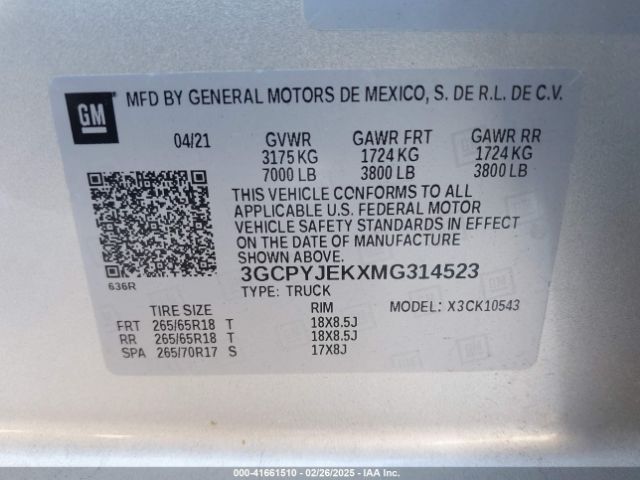 GM
MFD BY GENERAL MOTORS DE MEXICO, S. DE R.L. DE C.V.
04/21 GVWR GAWR FRT GAWR RR
3175 KG 1724 KG 1724 KG
7000 LB 3800 LB 3800 LB
THIS VEHICLE CONFORMS TO ALL
APPLICABLE U.S. FEDERAL MOTOR
VEHICLE SAFETY STANDARDS IN EFFECT
ON THE DATE OF MANUFACTURE
SHOWN ABOVE
636R
3GCPYJEKXMG314523
TYPE: TRUCK MODEL: X3CK10543
TIRE SIZE RIM
FRT 265/65R18 T 18X8.5J
RR 265/65R18 T 18X8.5J
SPA 265/70R17 S 17X8J
000-41661510 - 02/26/2025 - IAA Inc.